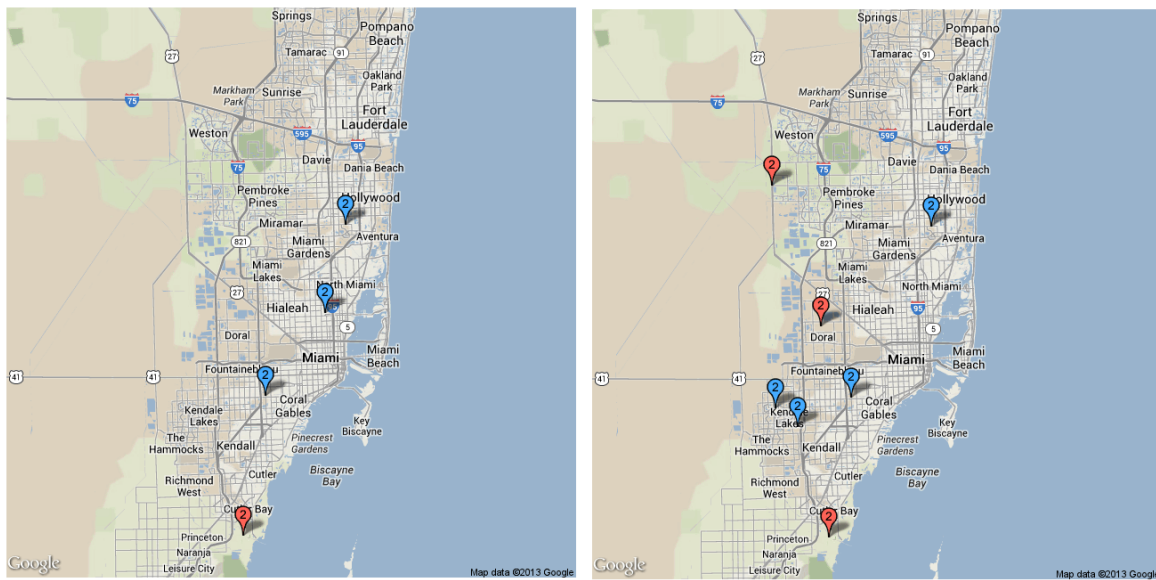 Springs
Pompano
Beach
27
Tamarac
91
Oakland
Park
Markham
Park
Sunrise
75
Fort
Lauderdale
Weston
595
95
Davie
Dania Beach
75
Pembroke
Pines
Hollywood
2
Miramar
821
Miami
Gardens
Aventura
Miami
Lakes
North Miami
27
2
Hialeah
5
Doral
Miami
Miami
Beach
Fountainebleau
41
41
2
Coral
Gables
Kendale
Lakes
Key
Biscayne
The
Hammocks
Kendall
Pinecrest
Gardens
Biscayne
Bay
Cutler
Richmond
West
Cutler Bay
2
Princeton
Naranja
Leisure City
Google
Map data ©2013 Google
Springs
Pompano
Beach
27
Tamarac
91
Oakland
Park
Markham
Park
Sunrise
75
Fort
Lauderdale
Weston
595
95
Davie
Dania Beach
2
75
Pembroke
Pines
Hollywood
2
Miramar
821
Miami
Gardens
Aventura
Miami
Lakes
North Miami
27
2
Hialeah
95
5
Doral
Miami
Miami
Beach
Fountainebleau
41
41
2
2
2
Coral
Gables
Kendale
Lakes
Key
Biscayne
The
Hammocks
Kendall
Pinecrest
Gardens
Biscayne
Bay
Cutler
Richmond
West
Cutler Bay
2
Princeton
Naranja
Leisure City
Google
Map data ©2013 Google